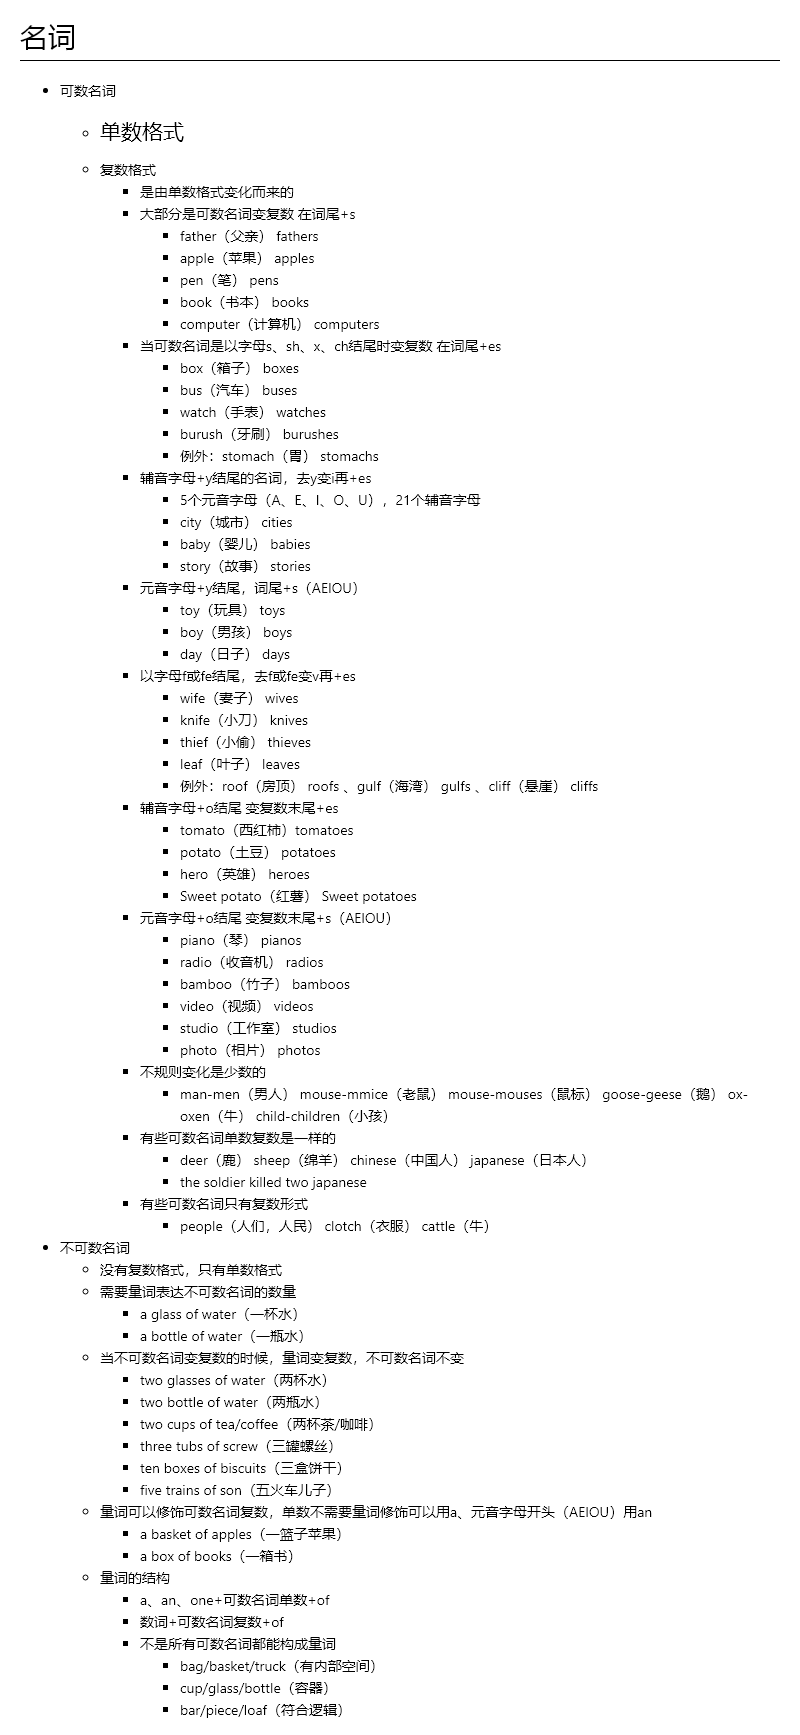 名词
可数名词
单数格式
复数格式
是由单数格式变化而来的
大部分是可数名词变复数 在词尾+s
father（父亲） fathers
apple（苹果） apples
pen（笔） pens
book（书本） books
computer（计算机） computers
当可数名词是以字母s、sh、x、ch结尾时变复数 在词尾+es
box（箱子） boxes
bus（汽车） buses
watch（手表） watches
burush（牙刷） burushes
例外：stomach（胃） stomachs
辅音字母+y结尾的名词，去y变i再+es
5个元音字母（A、E、I、O、U），21个辅音字母
city（城市） cities
baby（婴儿） babies
story（故事） stories
元音字母+y结尾，词尾+s（AEIOU）
toy（玩具） toys
boy（男孩） boys
day（日子） days
以字母f或fe结尾，去f或fe变v再+es
wife（妻子） wives
knife（小刀） knives
thief（小偷） thieves
leaf（叶子） leaves
例外：roof（房顶） roofs 、gulf（海湾） gulfs 、cliff（悬崖） cliffs
辅音字母+o结尾 变复数末尾+es
tomato（西红柿）tomatoes
potato（土豆） potatoes
hero（英雄） heroes
Sweet potato（红薯） Sweet potatoes
元音字母+o结尾 变复数末尾+s（AEIOU）
piano（琴） pianos
radio（收音机） radios
bamboo（竹子） bamboos
video（视频） videos
studio（工作室） studios
photo（相片） photos
不规则变化是少数的
man-men（男人） mouse-mmice（老鼠） mouse-mouses（鼠标） goose-geese（鹅） ox-
oxen（牛） child-children（小孩）
有些可数名词单数复数是一样的
deer（鹿） sheep（绵羊） chinese（中国人） japanese（日本人）
the soldier killed two japanese
有些可数名词只有复数形式
people（人们，人民） clotch（衣服） cattle（牛）
不可数名词
没有复数格式，只有单数格式
需要量词表达不可数名词的数量
a glass of water（一杯水）
a bottle of water（一瓶水）
当不可数名词变复数的时候，量词变复数，不可数名词不变
two glasses of water（两杯水）
two bottle of water（两瓶水）
two cups of tea/coffee（两杯茶/咖啡）
three tubs of screw（三罐螺丝）
ten boxes of biscuits（三盒饼干）
five trains of son（五火车儿子）
量词可以修饰可数名词复数，单数不需要量词修饰可以用a、元音字母开头（AEIOU）用an
a basket of apples（一篮子苹果）
a box of books（一箱书）
量词的结构
a、an、one+可数名词单数+of
数词+可数名词复数+of
不是所有可数名词都能构成量词
bag/basket/truck（有内部空间）
cup/glass/bottle（容器）
bar/piece/loaf（符合逻辑）